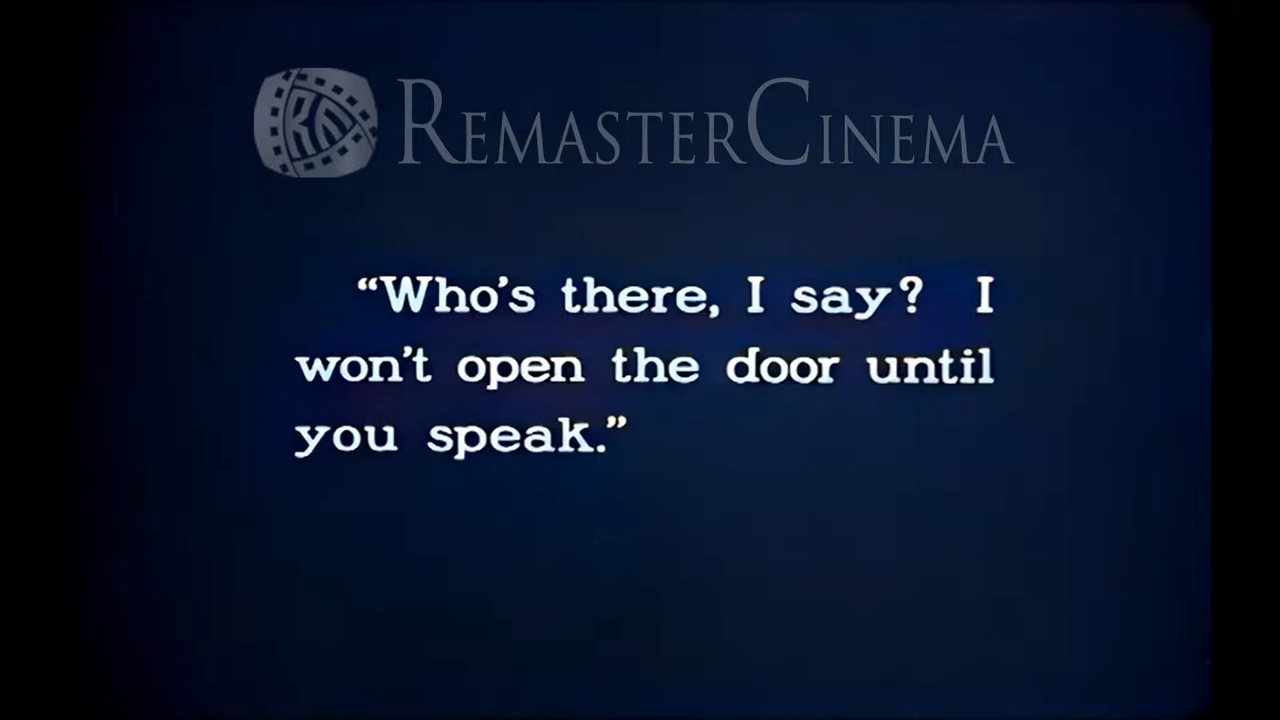 REMASTERCINEMA
“Who’s there, I say? I
won’t open the door until
you speak.”